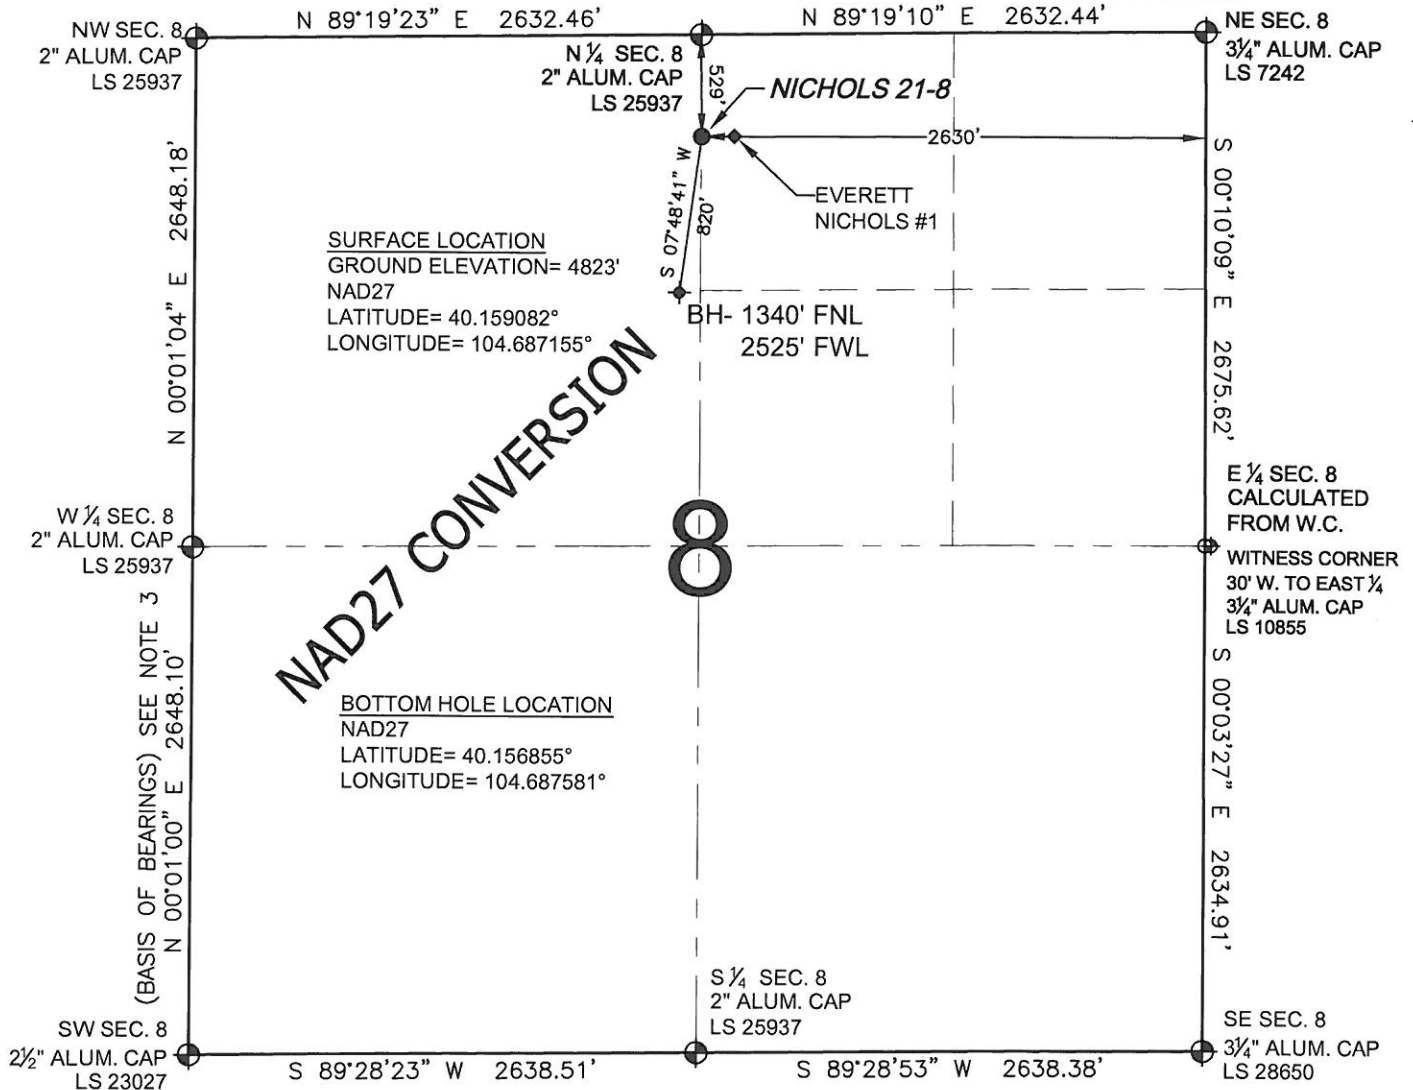 N 89°19'23" E 2632.46'
N 89°19'10" E 2632.44'
NW SEC. 8
2" ALUM. CAP
LS 25937
N ¼ SEC. 8
2" ALUM. CAP
LS 25937
NE SEC. 8
3¼" ALUM. CAP
LS 7242
529'
NICHOLS 21-8
2630'
EVERETT
NICHOLS #1
S 07°48'41" W
820'
BH- 1340' FNL
2525' FWL
N 00°01'04" E 2648.18'
S 00°10'09" E 2675.62'
SURFACE LOCATION
GROUND ELEVATION= 4823'
NAD27
LATITUDE= 40.159082°
LONGITUDE= 104.687155°
NAD27 CONVERSION
8
W ¼ SEC. 8
2" ALUM. CAP
LS 25937
E ¼ SEC. 8
CALCULATED
FROM W.C.
WITNESS CORNER
30' W. TO EAST ¼
3¼" ALUM. CAP
LS 10855
(BASIS OF BEARINGS) SEE NOTE 3
N 00°01'00" E 2648.10'
BOTTOM HOLE LOCATION
NAD27
LATITUDE= 40.156855°
LONGITUDE= 104.687581°
S 00°03'27" E 2634.91'
SW SEC. 8
2½" ALUM. CAP
LS 23027
S ¼ SEC. 8
2" ALUM. CAP
LS 25937
SE SEC. 8
3¼" ALUM. CAP
LS 28650
S 89°28'23" W 2638.51'
S 89°28'53" W 2638.38'